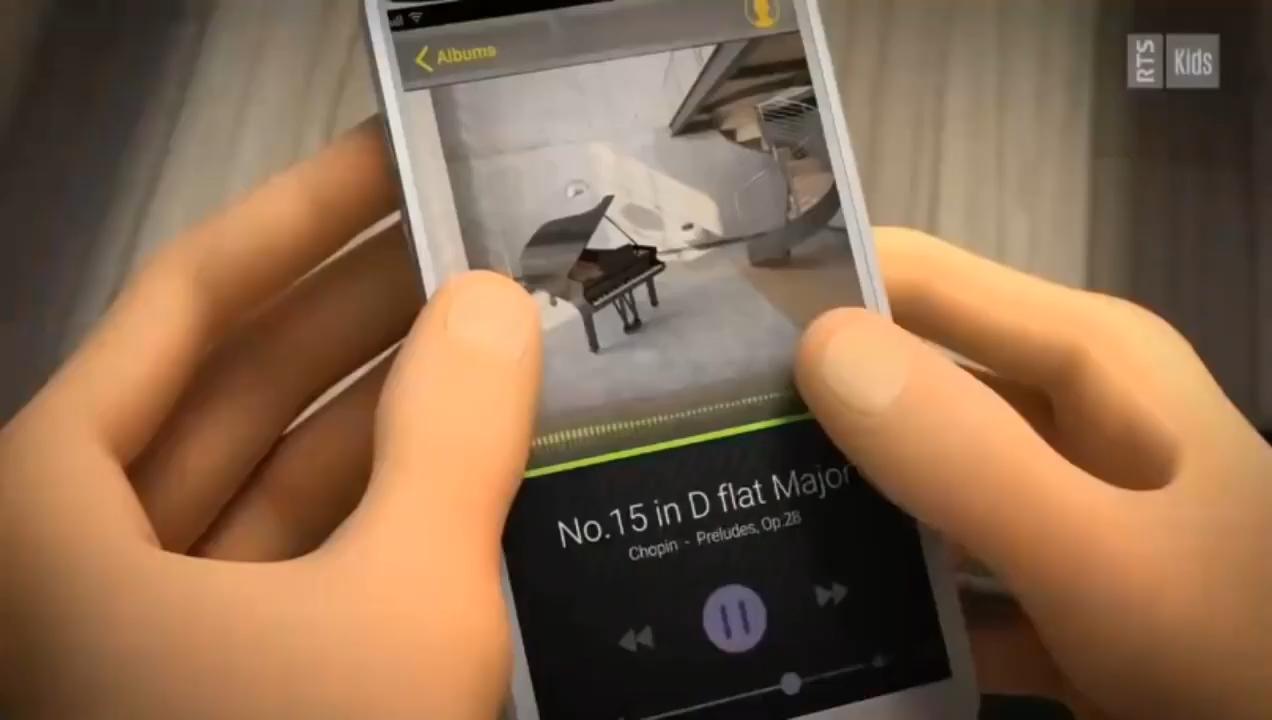 Albums
RTS Kids
No.15 in D flat Major
Chopin - Preludes, Op.28